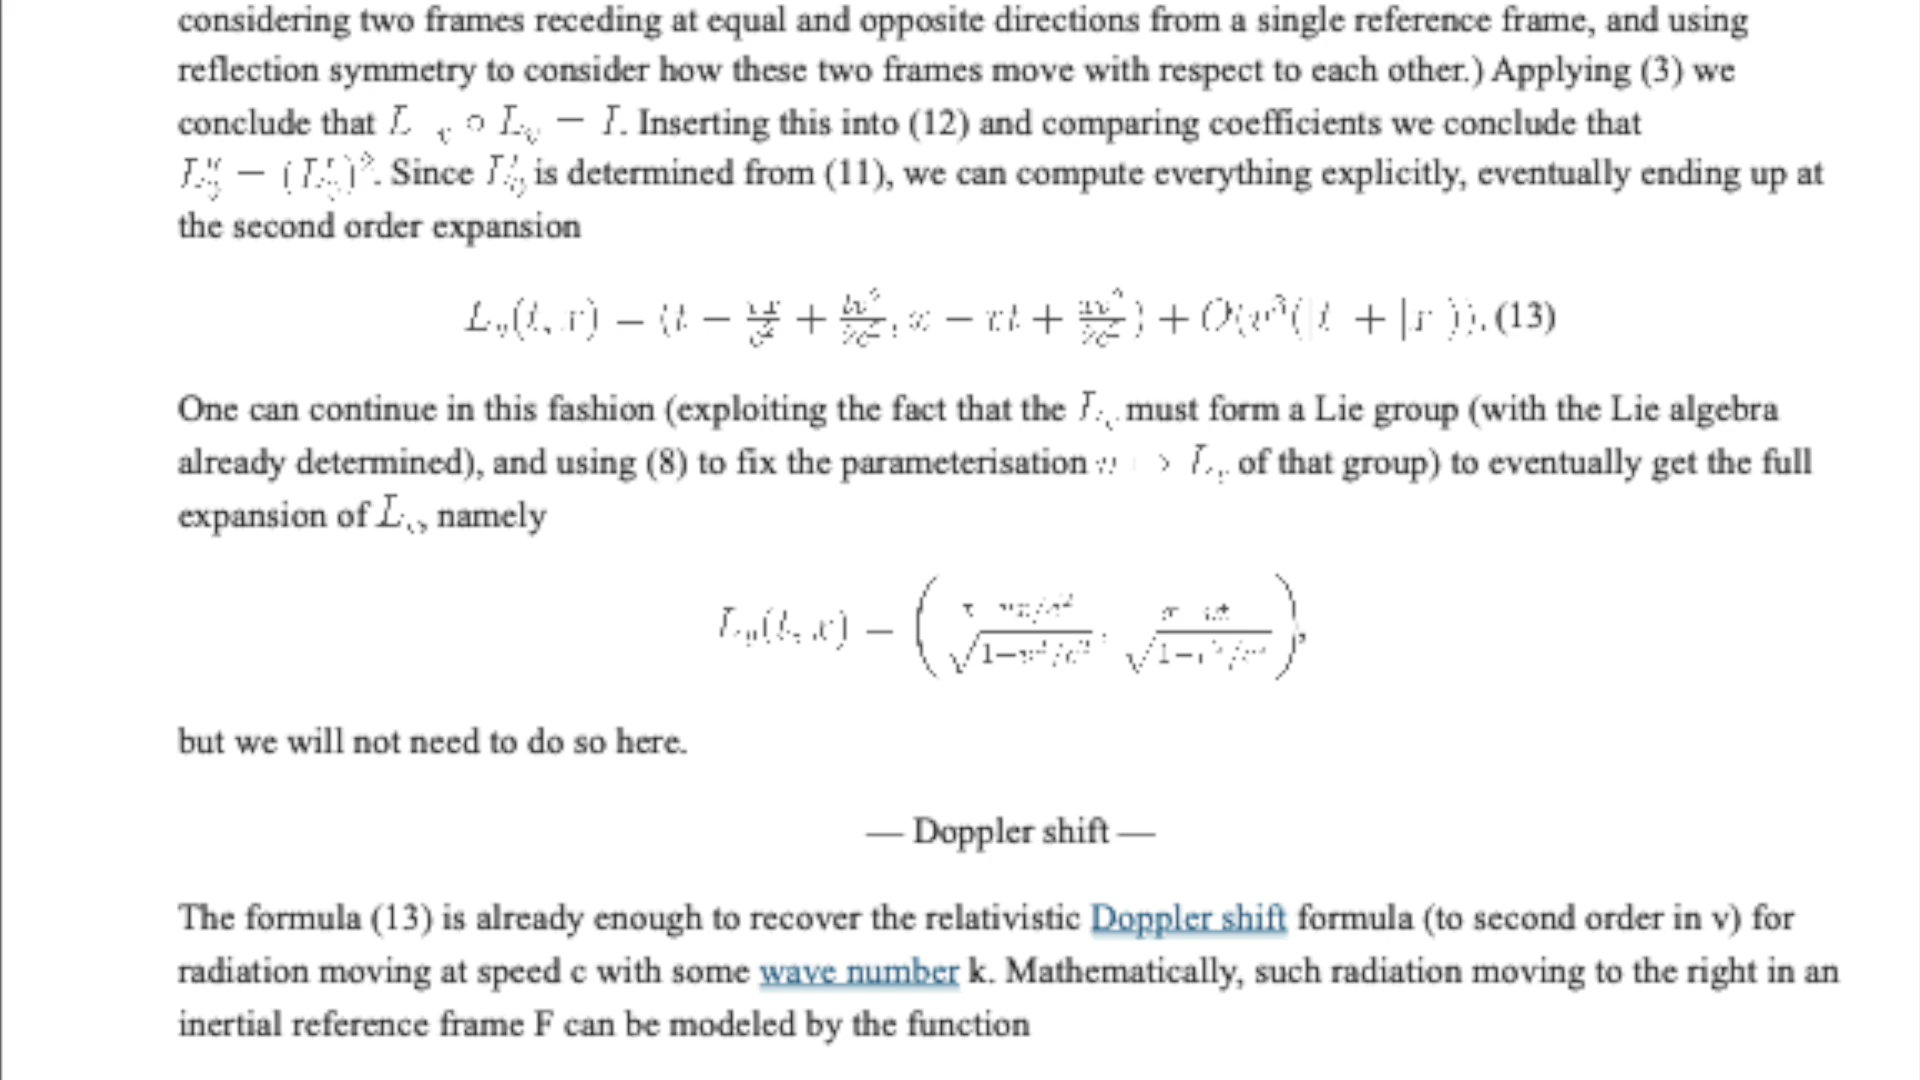 considering two frames receding at equal and opposite directions from a single reference frame, and using
reflection symmetry to consider how these two frames move with respect to each other.) Applying (3) we
conclude that . Inserting this into (12) and comparing coefficients we conclude that
. Since is determined from (11), we can compute everything explicitly, eventually ending up at
the second order expansion
(13)
One can continue in this fashion (exploiting the fact that the must form a Lie group (with the Lie algebra
already determined), and using (8) to fix the parameterisation of that group) to eventually get the full
expansion of , namely
but we will not need to do so here.
— Doppler shift —
The formula (13) is already enough to recover the relativistic Doppler shift formula (to second order in v) for
radiation moving at speed c with some wave number k. Mathematically, such radiation moving to the right in an
inertial reference frame F can be modeled by the function